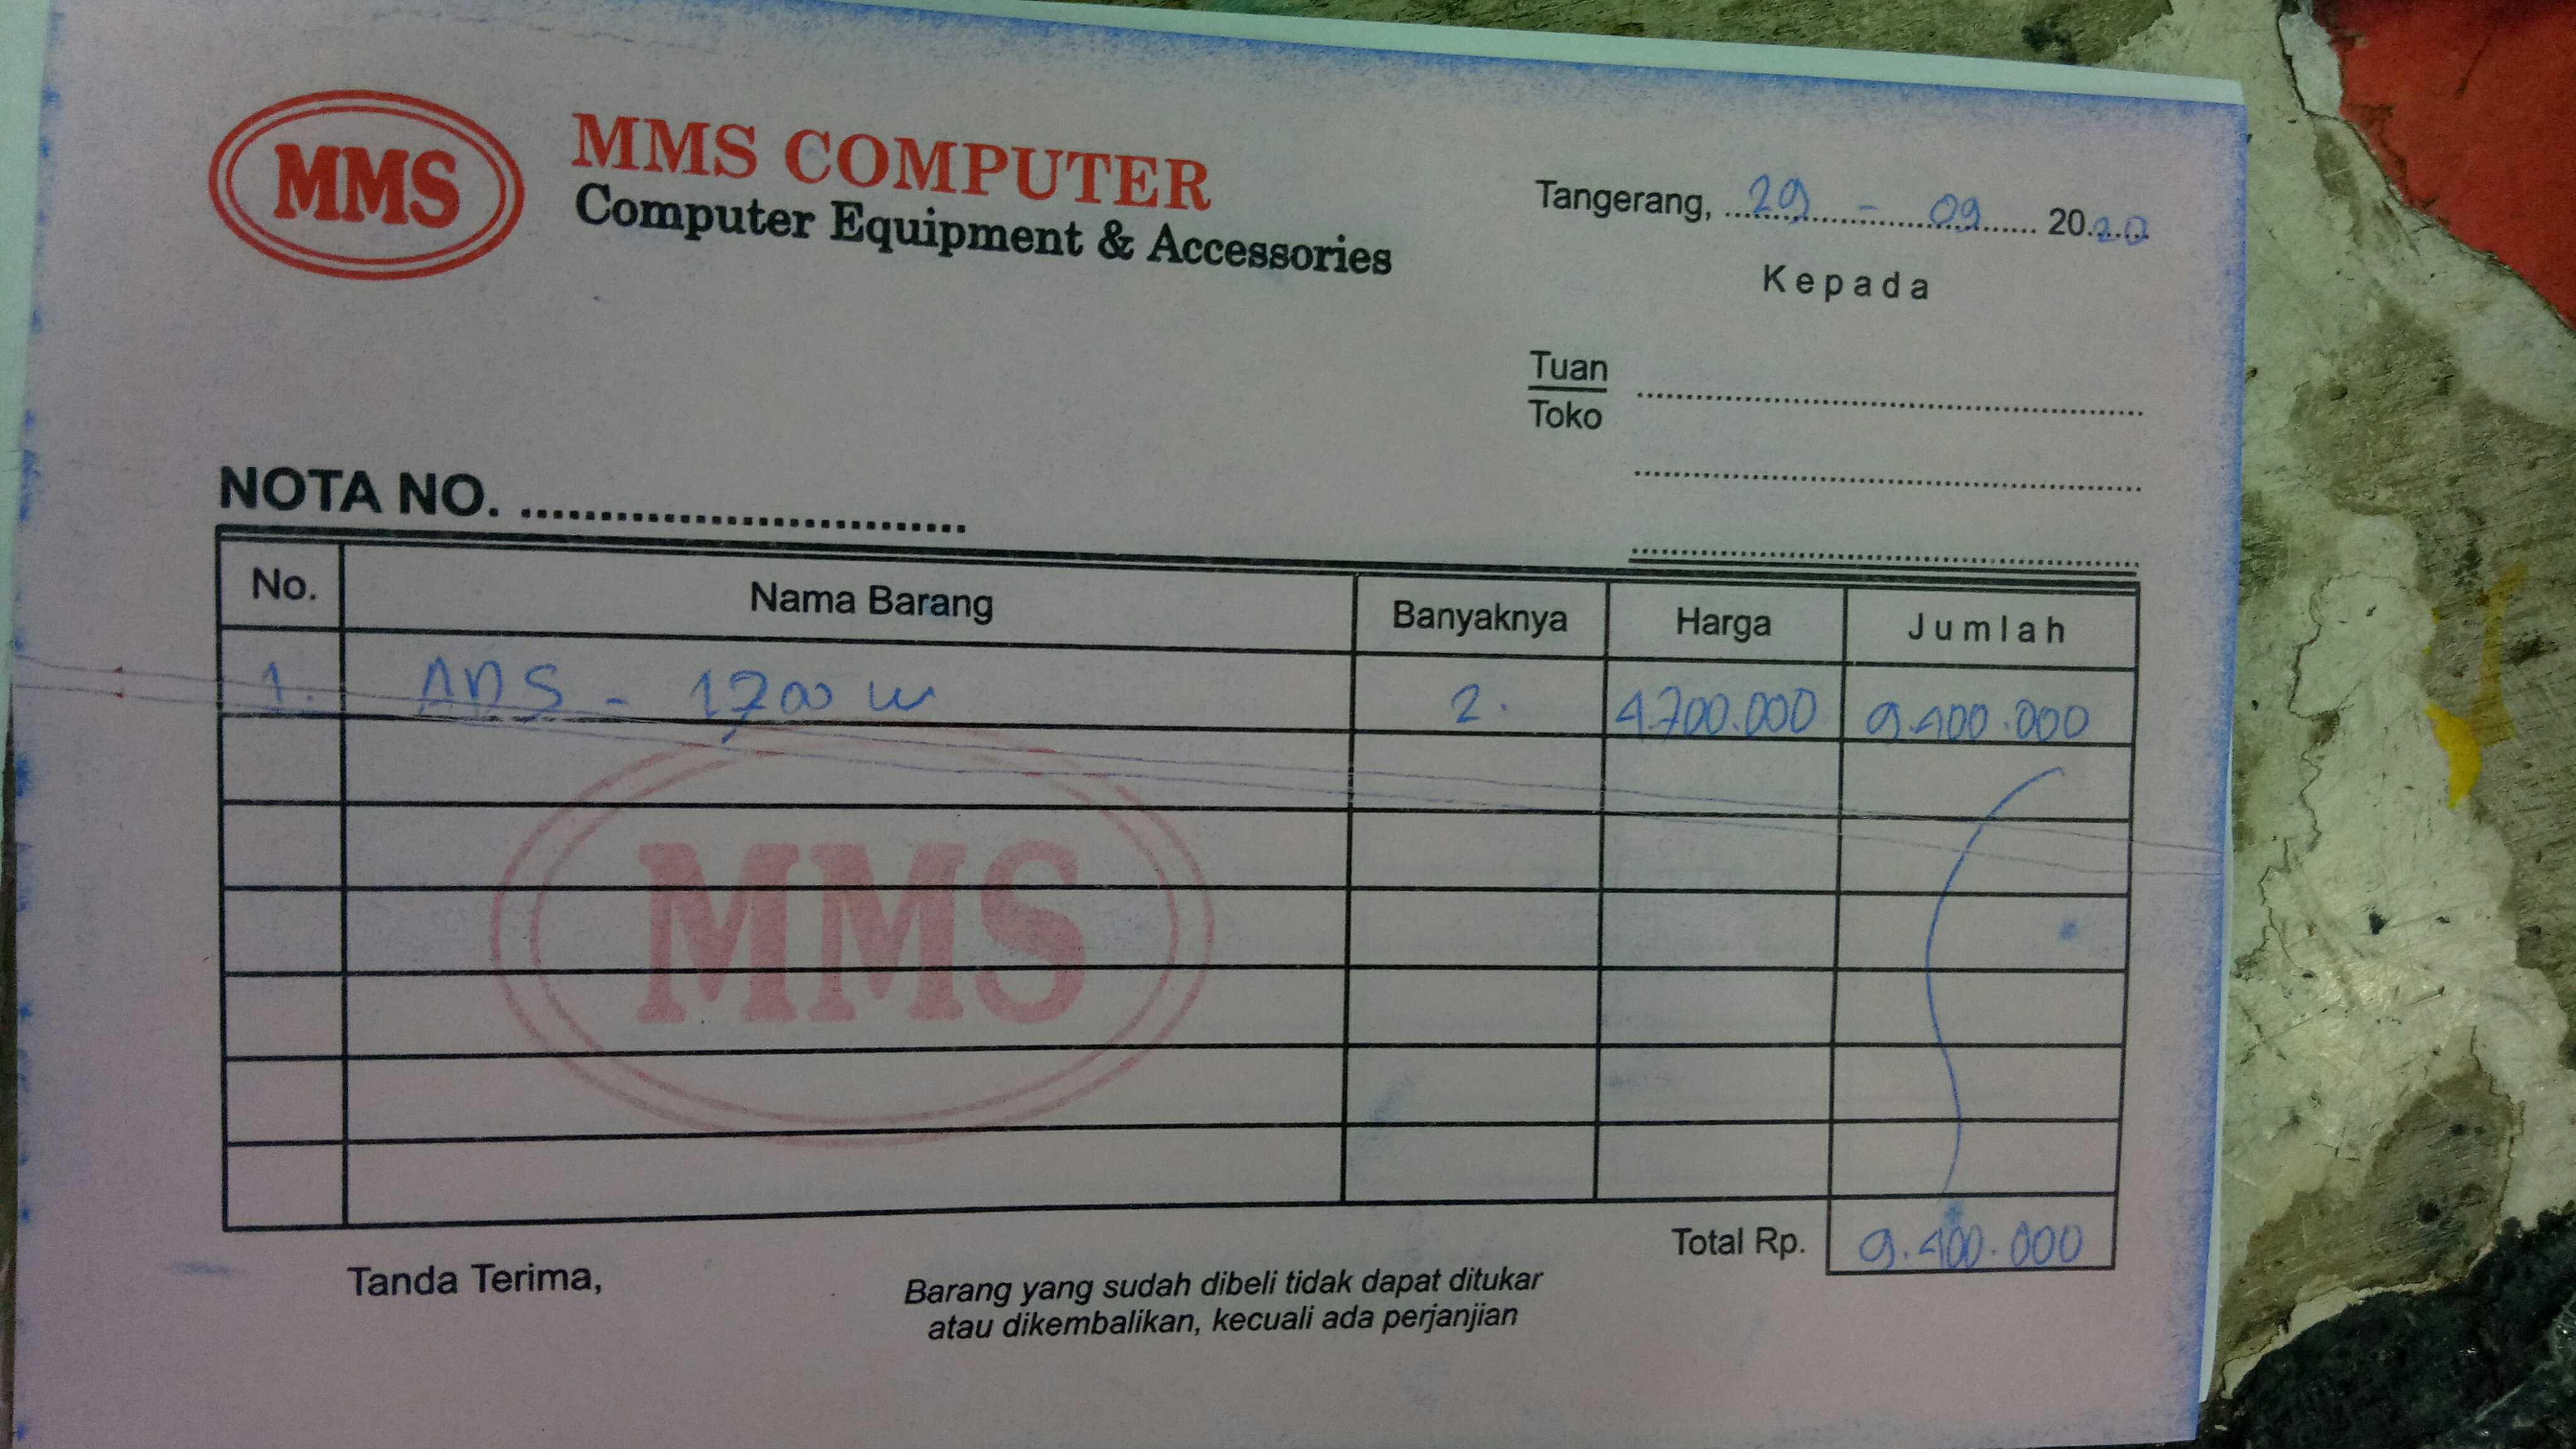 MMS
MMS COMPUTER
Computer Equipment & Accessories
Tangerang, 29 - 09 2020
Kepada
Tuan
Toko
NOTA NO.
No. Nama Barang Banyaknya Harga Jumlah
1. ADS - 1700 W 2. 4.700.000 9.400.000
MMS
Total Rp. 9.400.000
Tanda Terima,
Barang yang sudah dibeli tidak dapat ditukar
atau dikembalikan, kecuali ada perjanjian